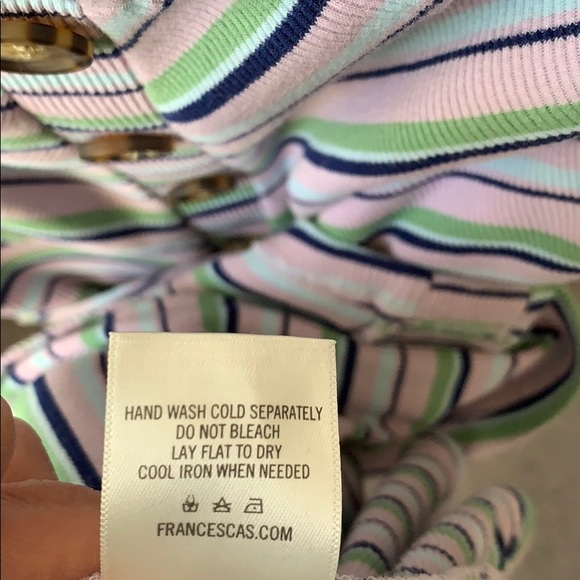 HAND WASH COLD SEPARATELY
DO NOT BLEACH
LAY FLAT TO DRY
COOL IRON WHEN NEEDED
FRANCESCAS.COM